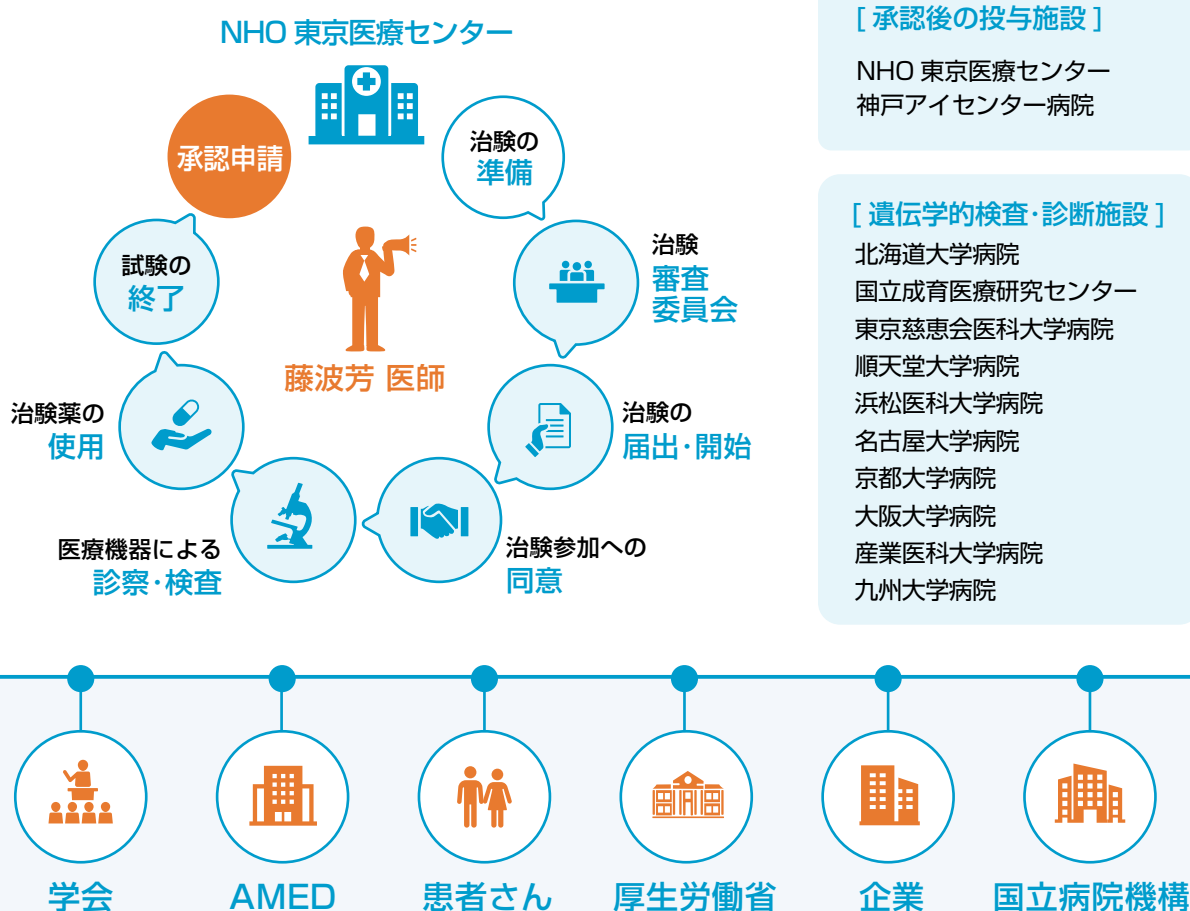 NHO 東京医療センター
治験の
準備
治験
審査
委員会
治験の
届出・開始
治験参加への
同意
医療機器による
診察・検査
治験薬の
使用
試験の
終了
承認申請
藤波芳 医師
[ 承認後の投与施設 ]
NHO 東京医療センター
神戸アイセンター病院
[ 遺伝学的検査・診断施設 ]
北海道大学病院
国立成育医療研究センター
東京慈恵会医科大学病院
順天堂大学病院
浜松医科大学病院
名古屋大学病院
京都大学病院
大阪大学病院
産業医科大学病院
九州大学病院
学会
AMED
患者さん
厚生労働省
企業
国立病院機構